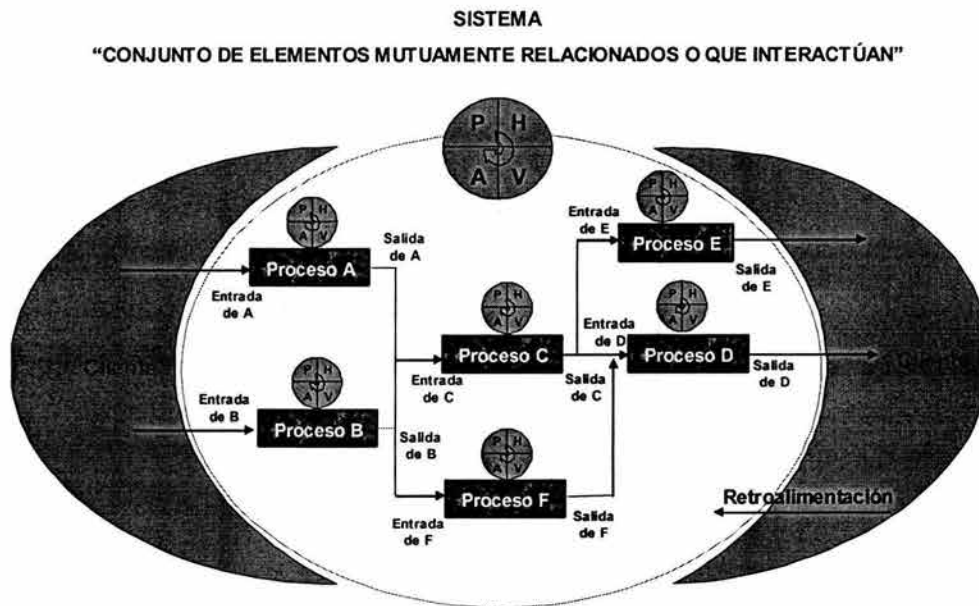 SISTEMA
“CONJUNTO DE ELEMENTOS MUTUAMENTE RELACIONADOS O QUE INTERACTÚAN”
P H
A V
P H
A V
Proceso A
Entrada
de A
Salida
de A
P H
A V
Proceso B
Entrada
de B
Salida
de B
P H
A V
Proceso C
Entrada
de C
Salida
de C
P H
A V
Proceso F
Entrada
de F
Salida
de F
P H
A V
Proceso E
Entrada
de E
Salida
de E
P H
A V
Proceso D
Entrada
de D
Salida
de D
Retroalimentación
Cliente